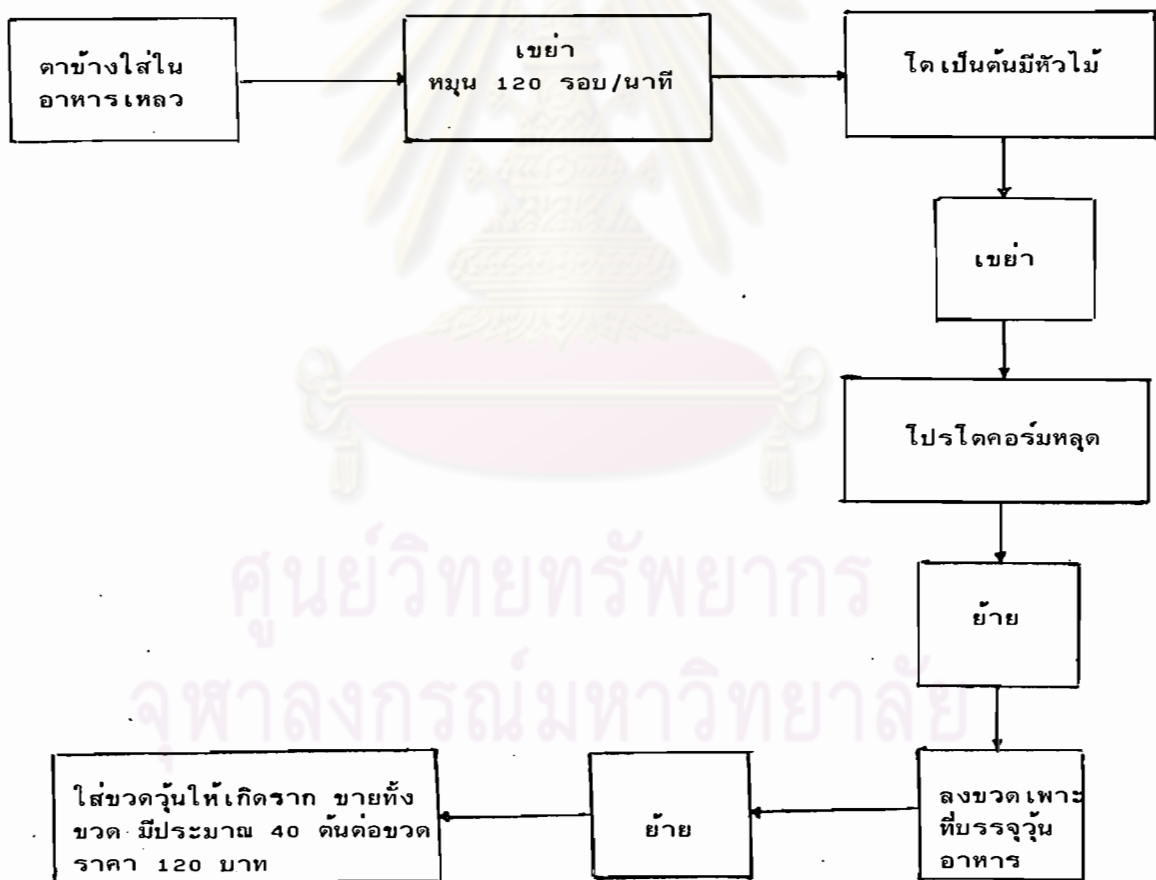 ตาข้างใส่ใน
อาหารเหลว
เขย่า
หมุน 120 รอบ/นาที
โตเป็นต้นมีหัวไม้
เขย่า
โปรโตคอร์มหลุด
ย้าย
ลงขวดเพาะ
ที่บรรจุวุ้น
อาหาร
ย้าย
ใส่ขวดวุ้นให้เกิดราก ขายทั้ง
ขวด มีประมาณ 40 ต้นต่อขวด
ราคา 120 บาท
ศูนย์วิทยทรัพยากร
จุฬาลงกรณ์มหาวิทยาลัย